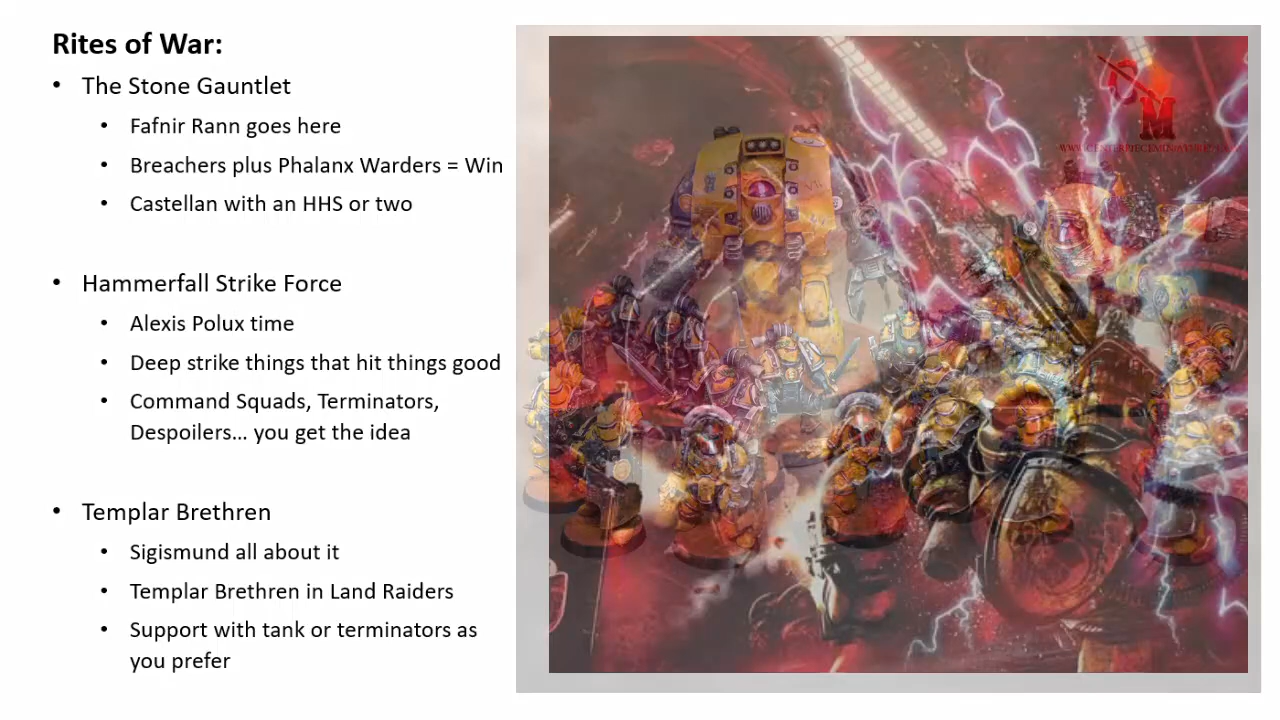 Rites of War:
• The Stone Gauntlet
• Fafnir Rann goes here
• Breachers plus Phalanx Warders = Win
• Castellan with an HHS or two
• Hammerfall Strike Force
• Alexis Polux time
• Deep strike things that hit things good
• Command Squads, Terminators,
Despoilers... you get the idea
• Templar Brethren
• Sigismund all about it
• Templar Brethren in Land Raiders
• Support with tank or terminators as
you prefer
CM